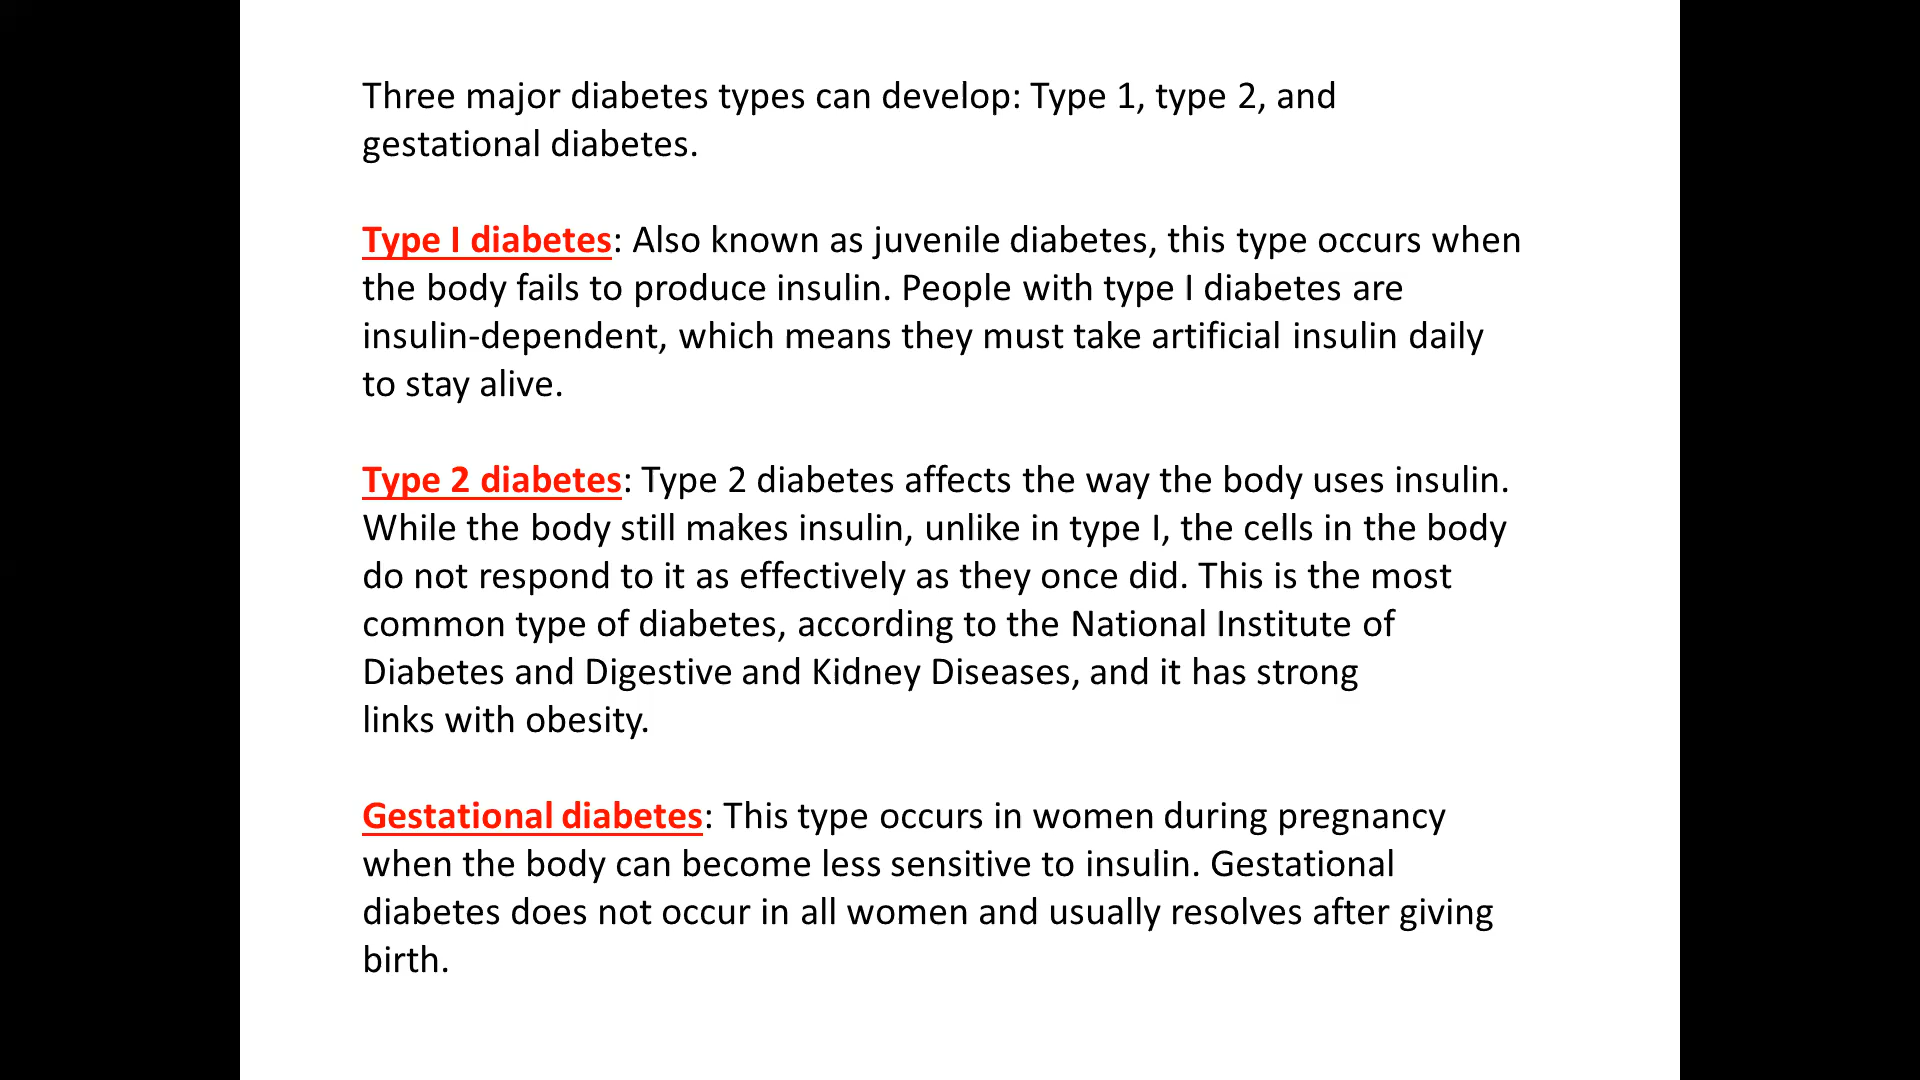 Three major diabetes types can develop: Type 1, type 2, and
gestational diabetes.
Type I diabetes: Also known as juvenile diabetes, this type occurs when
the body fails to produce insulin. People with type I diabetes are
insulin-dependent, which means they must take artificial insulin daily
to stay alive.
Type 2 diabetes: Type 2 diabetes affects the way the body uses insulin.
While the body still makes insulin, unlike in type I, the cells in the body
do not respond to it as effectively as they once did. This is the most
common type of diabetes, according to the National Institute of
Diabetes and Digestive and Kidney Diseases, and it has strong
links with obesity.
Gestational diabetes: This type occurs in women during pregnancy
when the body can become less sensitive to insulin. Gestational
diabetes does not occur in all women and usually resolves after giving
birth.